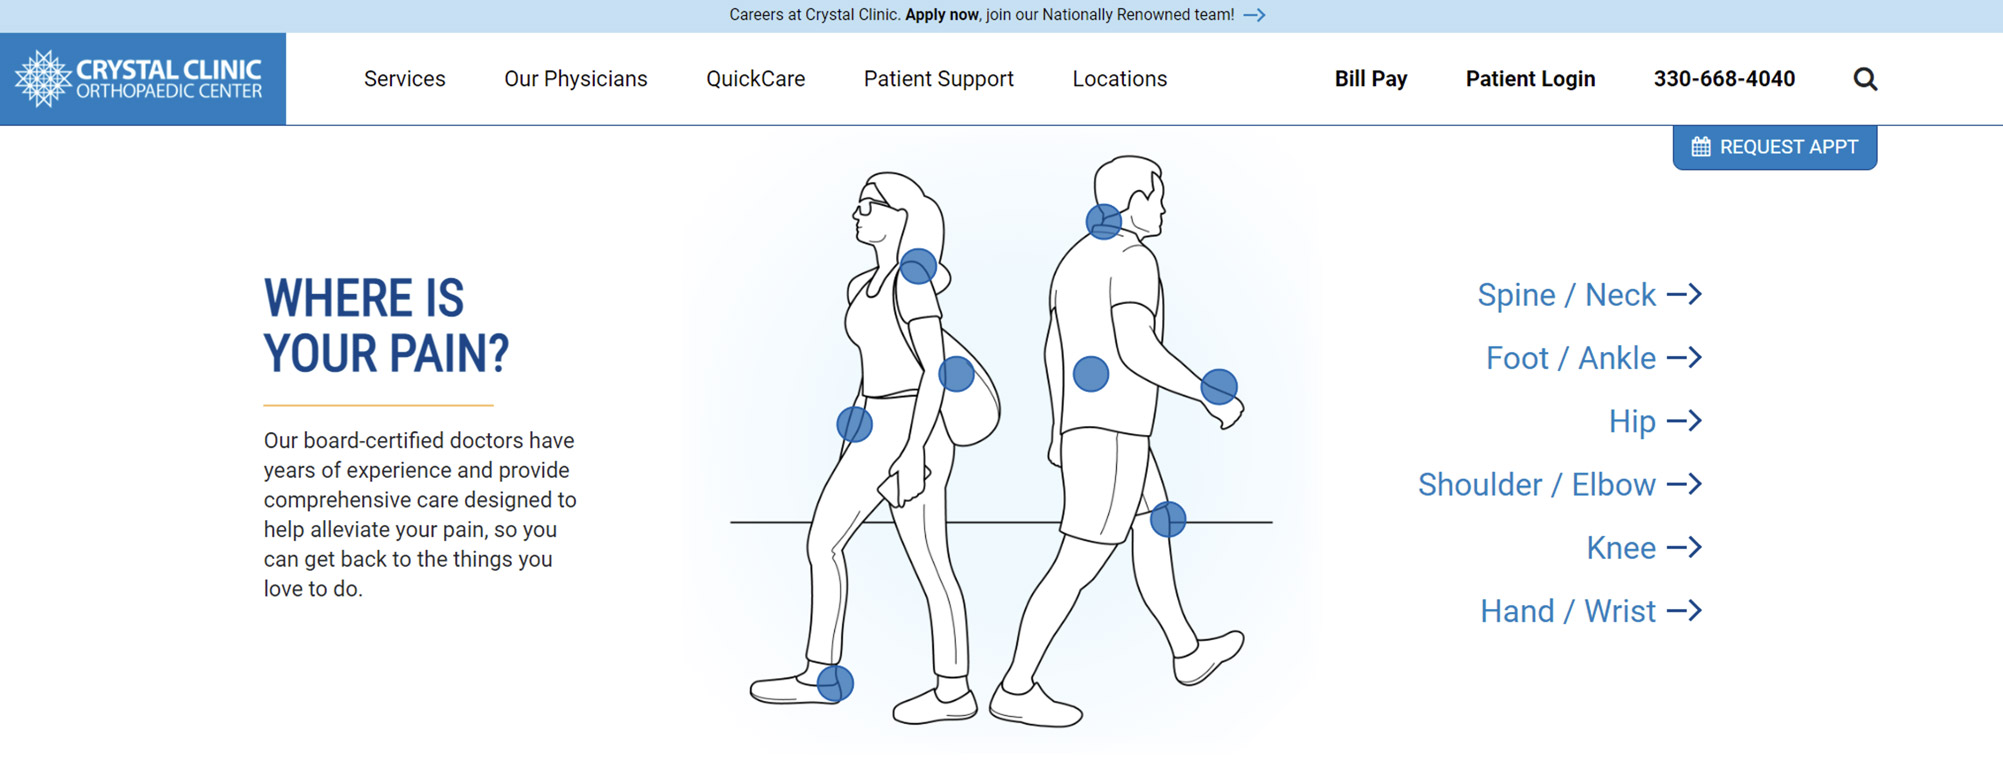 Careers at Crystal Clinic. Apply now, join our Nationally Renowned team!
CRYSTAL CLINIC
ORTHOPAEDIC CENTER
Services
Our Physicians
QuickCare
Patient Support
Locations
Bill Pay
Patient Login
330-668-4040
REQUEST APPT
WHERE IS
YOUR PAIN?
Our board-certified doctors have
years of experience and provide
comprehensive care designed to
help alleviate your pain, so you
can get back to the things you
love to do.
Spine / Neck
Foot / Ankle
Hip
Shoulder / Elbow
Knee
Hand / Wrist